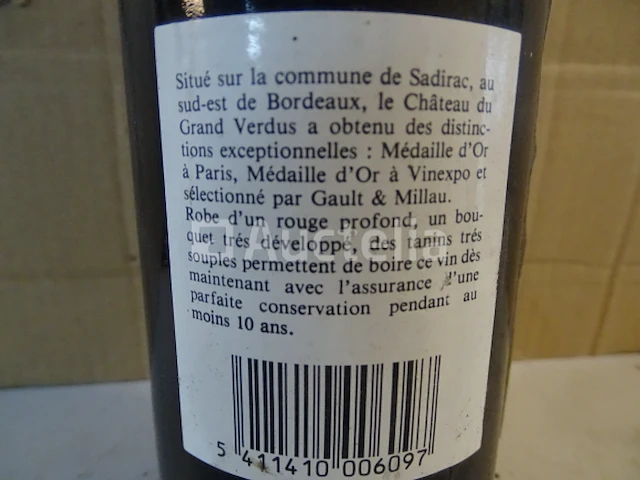 Situé sur la commune de Sadirac, au
sud-est de Bordeaux, le Château du
Grand Verdus a obtenu des distinc-
tions exceptionnelles : Médaille d'Or
à Paris, Médaille d'Or à Vinexpo et
sélectionné par Gault & Millau.
Robe d'un rouge profond, un bou-
quet trés développé, des tanins trés
souples permettent de boire ce vin dès
maintenant avec l'assurance d'une
parfaite conservation pendant au
moins 10 ans.
Auctelia
5 411410 006097